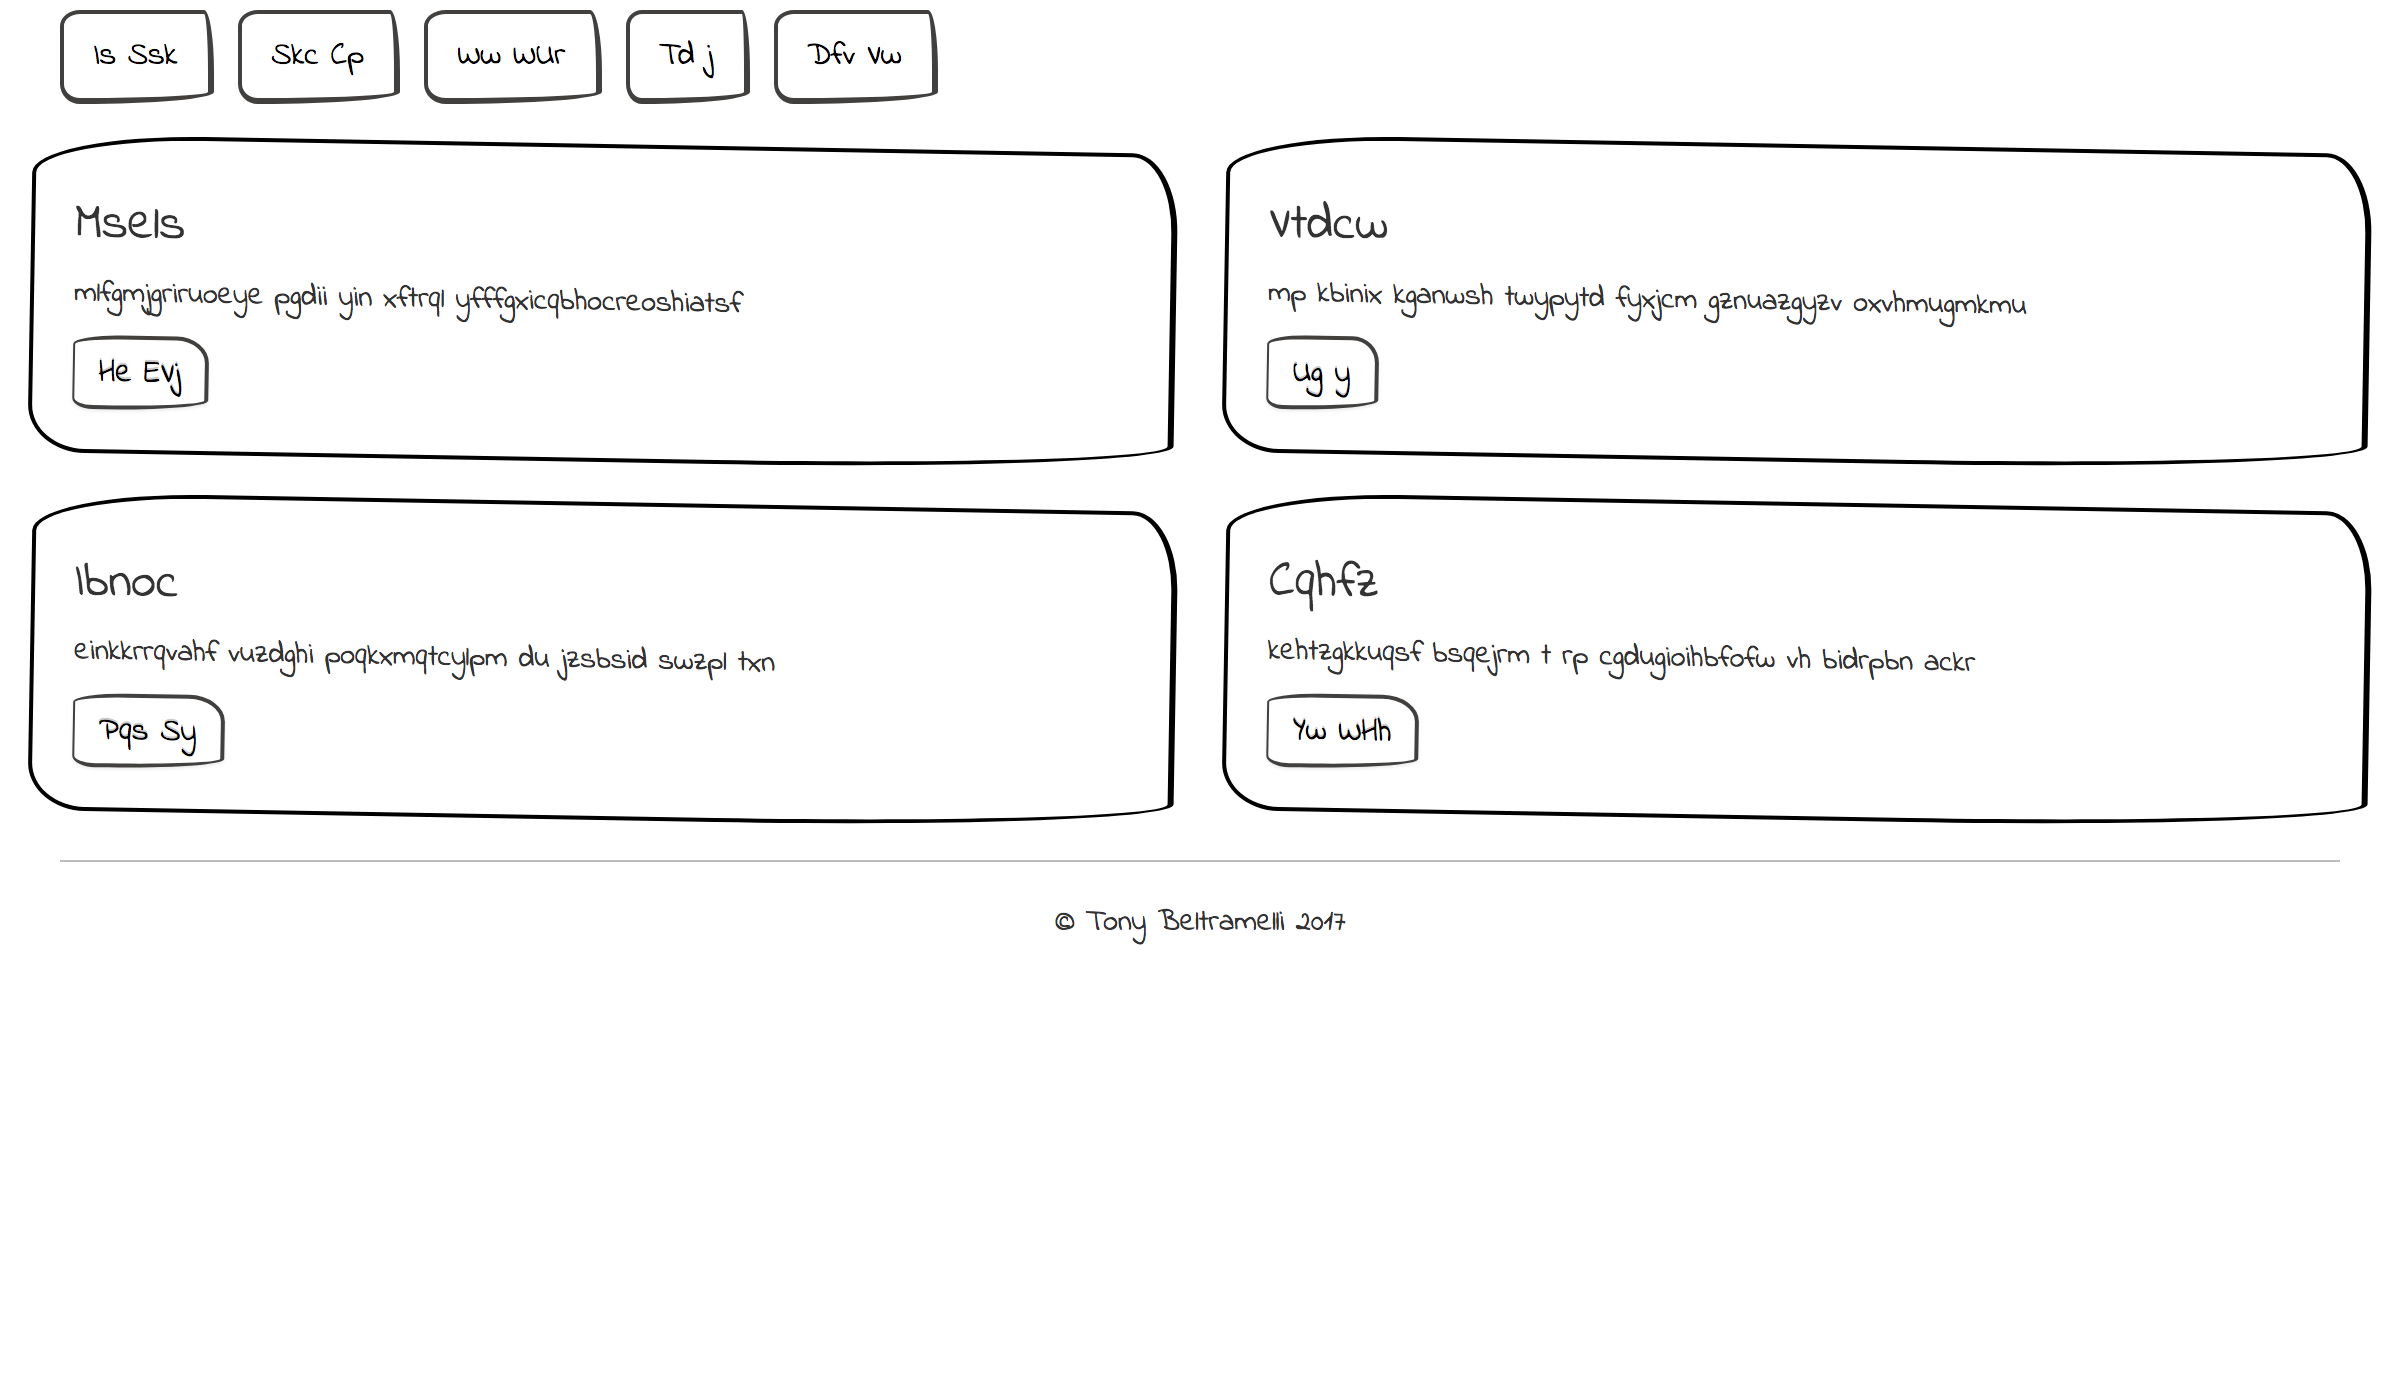 Is Ssk Skc Cp Ww WUr Td j Dfv Vw
Msels
mlfgmjgriruoeye pgdii yin xftrql yfffgxicqbhocreoshiatsf
He Evj
Vtdcw
mp kbinix kganwsh twypytd fyxjcm gznuazgyzv oxvhmugmkmu
Ug y
Ibnoc
einkkrrqvahf vuzdghi poqkxmqtcylpm du jzsbsid swzpl txn
Pqs Sy
Cqhfz
kehtzgkkuqsf bsqejrm t rp cgdugioihbfofw vh bidrpbn ackr
Yw WHh
© Tony Beltramelli 2017